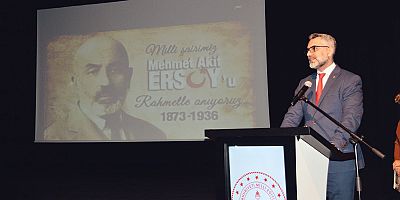 Milli şairimiz
Mehmet Akif
ERSOY'u
Rahmetle anıyoruz
1873-1936